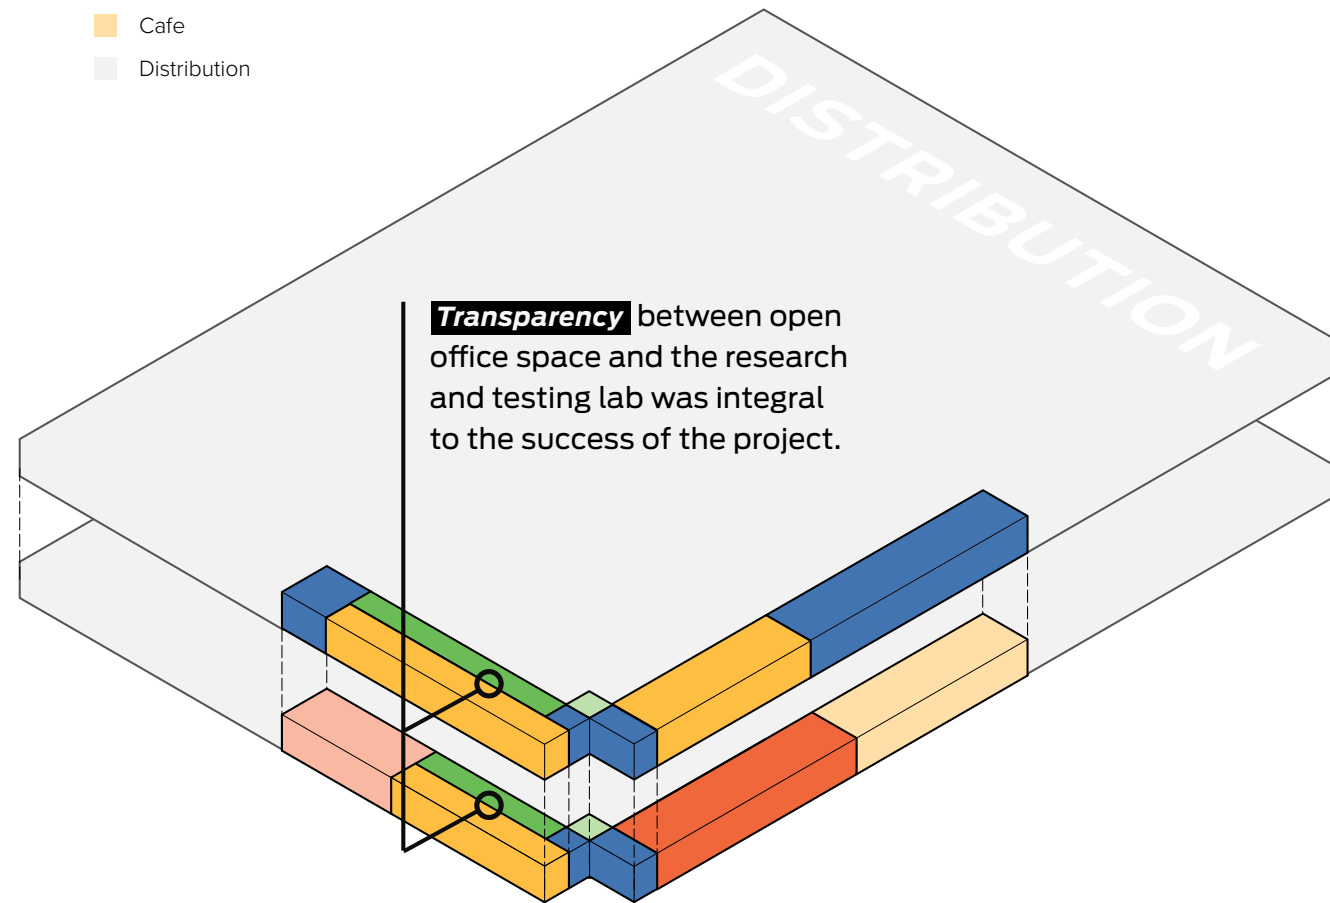 Cafe
Distribution
DISTRIBUTION
Transparency between open
office space and the research
and testing lab was integral
to the success of the project.